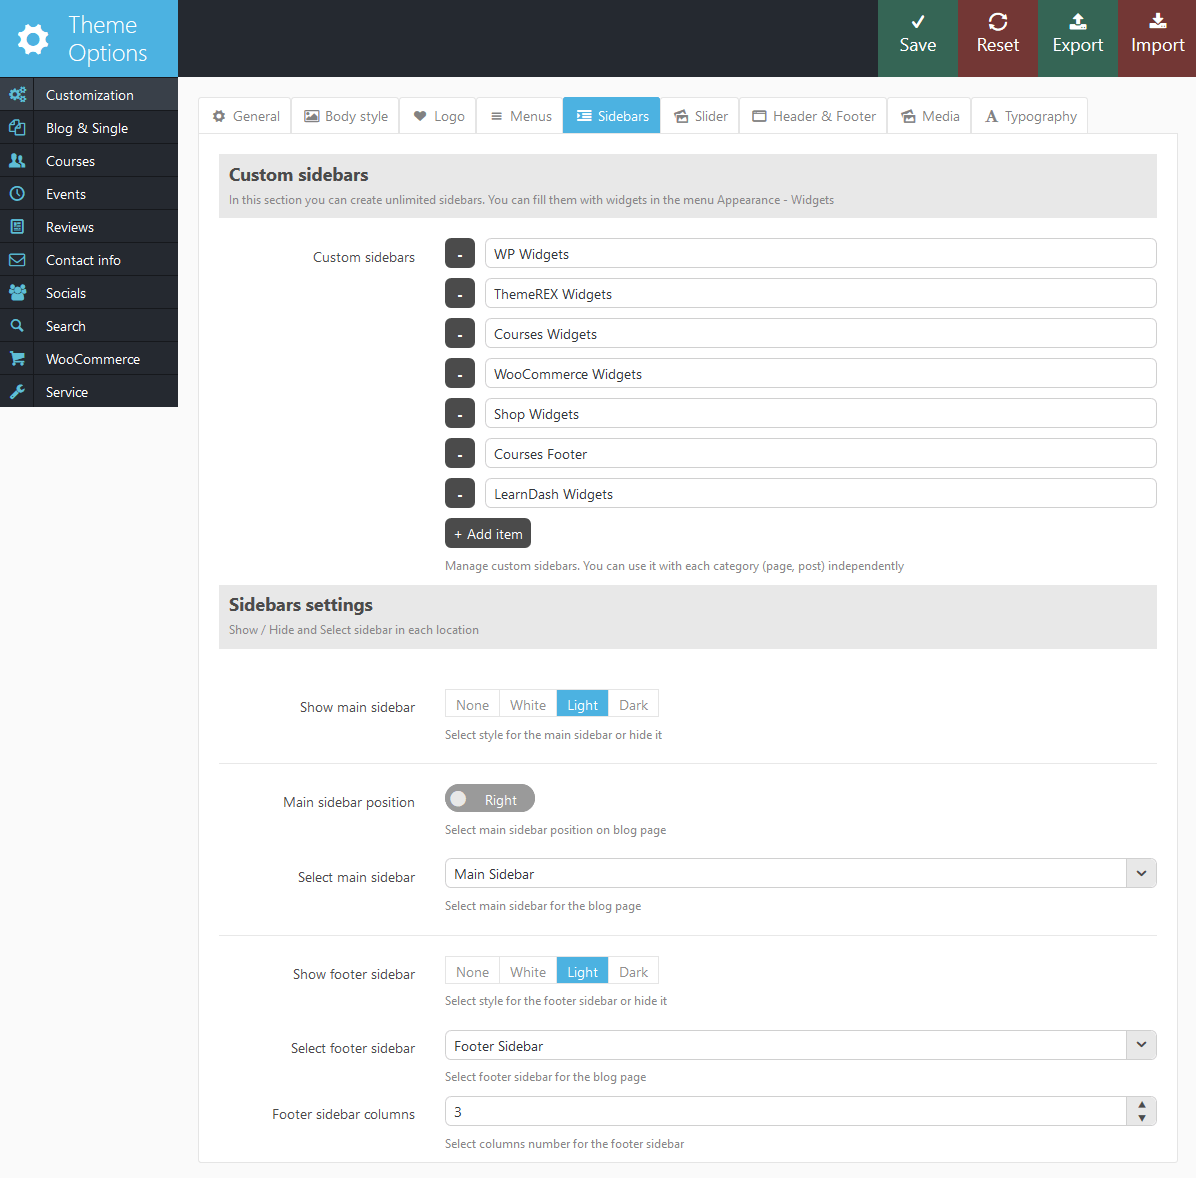 Theme
Options
Save
Reset
Export
Import
Customization
Blog & Single
Courses
Events
Reviews
Contact info
Socials
Search
WooCommerce
Service
General Body style Logo Menus Sidebars Slider Header & Footer Media Typography
Custom sidebars
In this section you can create unlimited sidebars. You can fill them with widgets in the menu Appearance - Widgets
Custom sidebars
- WP Widgets
- ThemeREX Widgets
- Courses Widgets
- WooCommerce Widgets
- Shop Widgets
- Courses Footer
- LearnDash Widgets
+ Add item
Manage custom sidebars. You can use it with each category (page, post) independently
Sidebars settings
Show / Hide and Select sidebar in each location
Show main sidebar None White Light Dark
Select style for the main sidebar or hide it
Main sidebar position Right
Select main sidebar position on blog page
Select main sidebar Main Sidebar
Select main sidebar for the blog page
Show footer sidebar None White Light Dark
Select style for the footer sidebar or hide it
Select footer sidebar Footer Sidebar
Select footer sidebar for the blog page
Footer sidebar columns 3
Select columns number for the footer sidebar